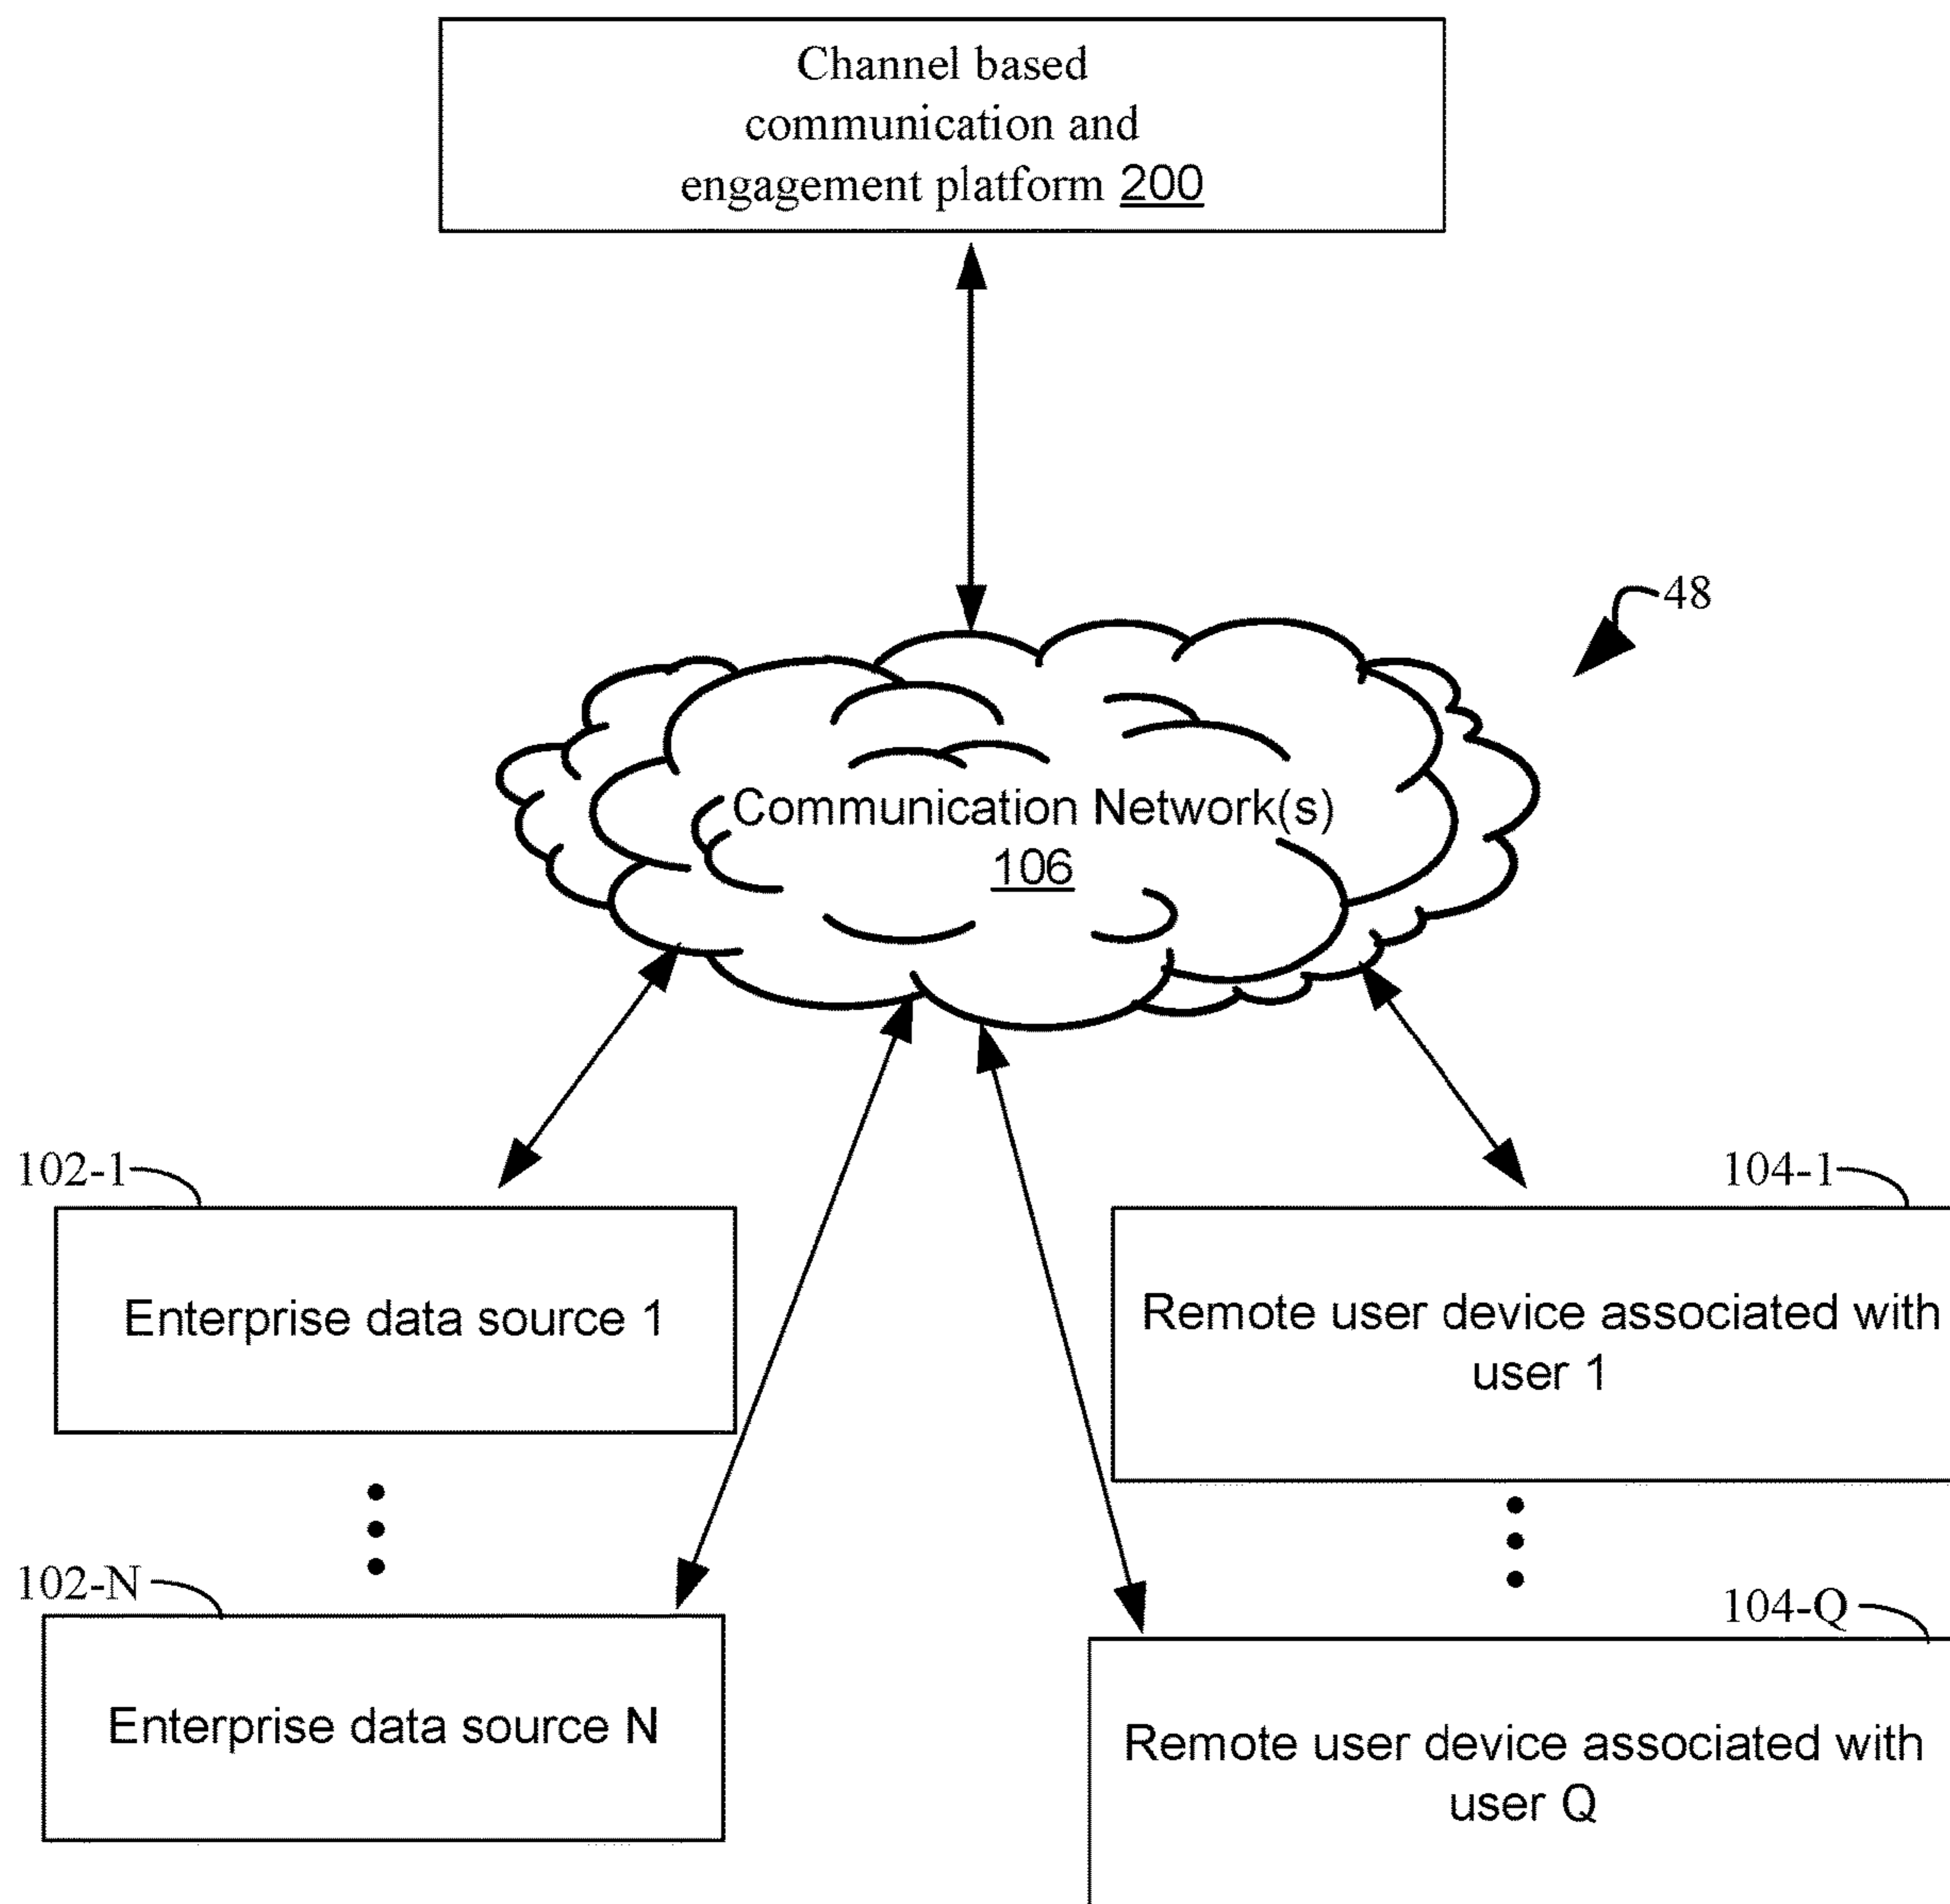 Channel based
communication and
engagement platform 200
48
Communication Network(s)
106
102-1
104-1
Enterprise data source 1
Remote user device associated with
user 1
102-N
104-Q
Enterprise data source N
Remote user device associated with
user Q